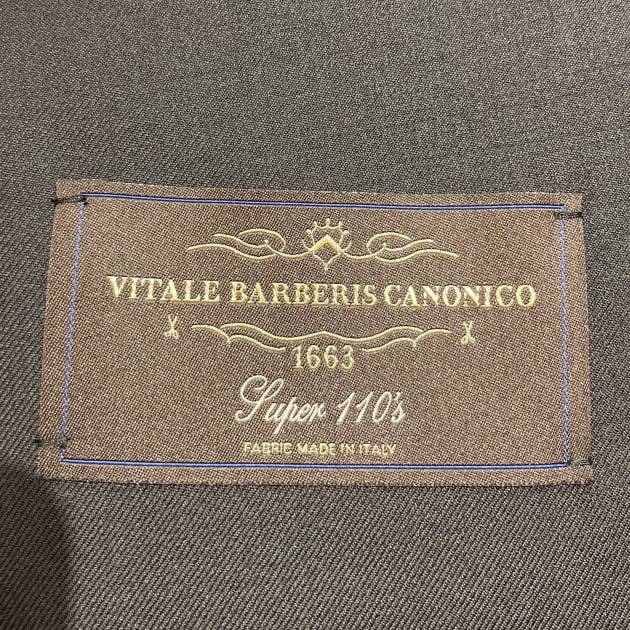 VITALE BARBERIS CANONICO
1663
Super 110's
FABRIC MADE IN ITALY